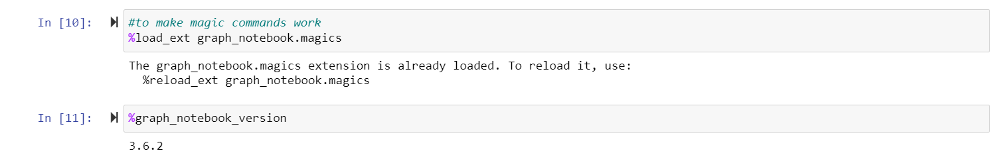 In [10]: #to make magic commands work
%load_ext graph_notebook.magics
The graph_notebook.magics extension is already loaded. To reload it, use:
  %reload_ext graph_notebook.magics
In [11]: %graph_notebook_version
3.6.2